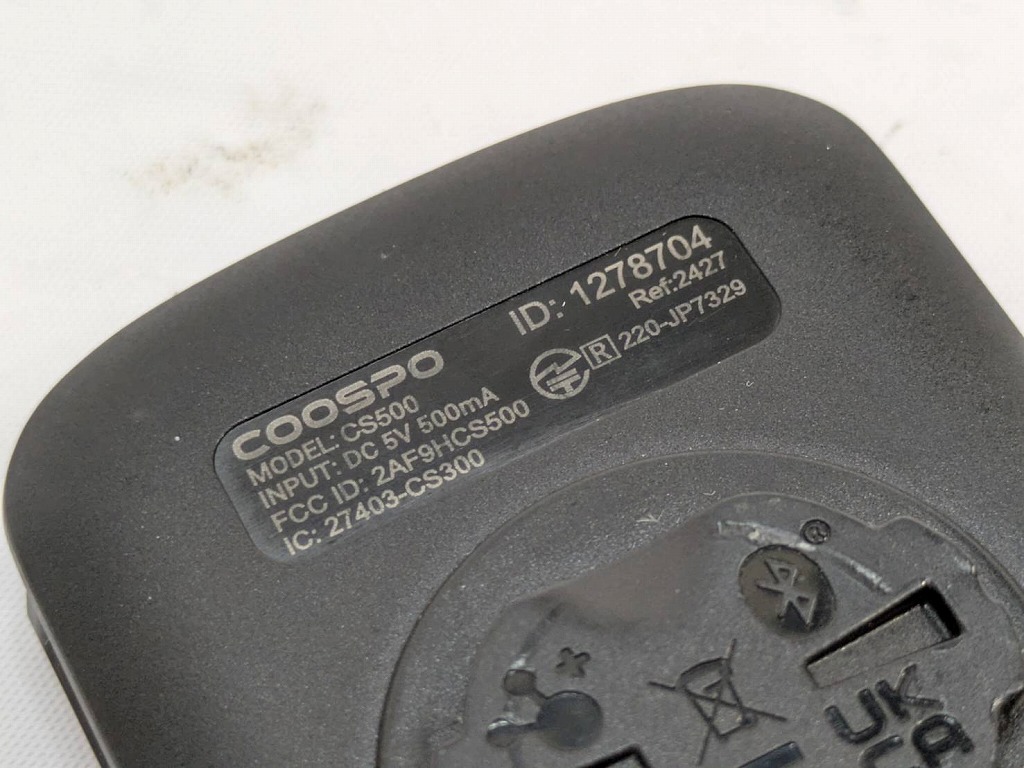 COOSPO
MODEL: CS500
INPUT: DC 5V 500mA
FCC ID: 2AF9HCS500
IC: 27403-CS300
ID: 1278704
Ref:2427
R 220-JP7329
®
UK
CA